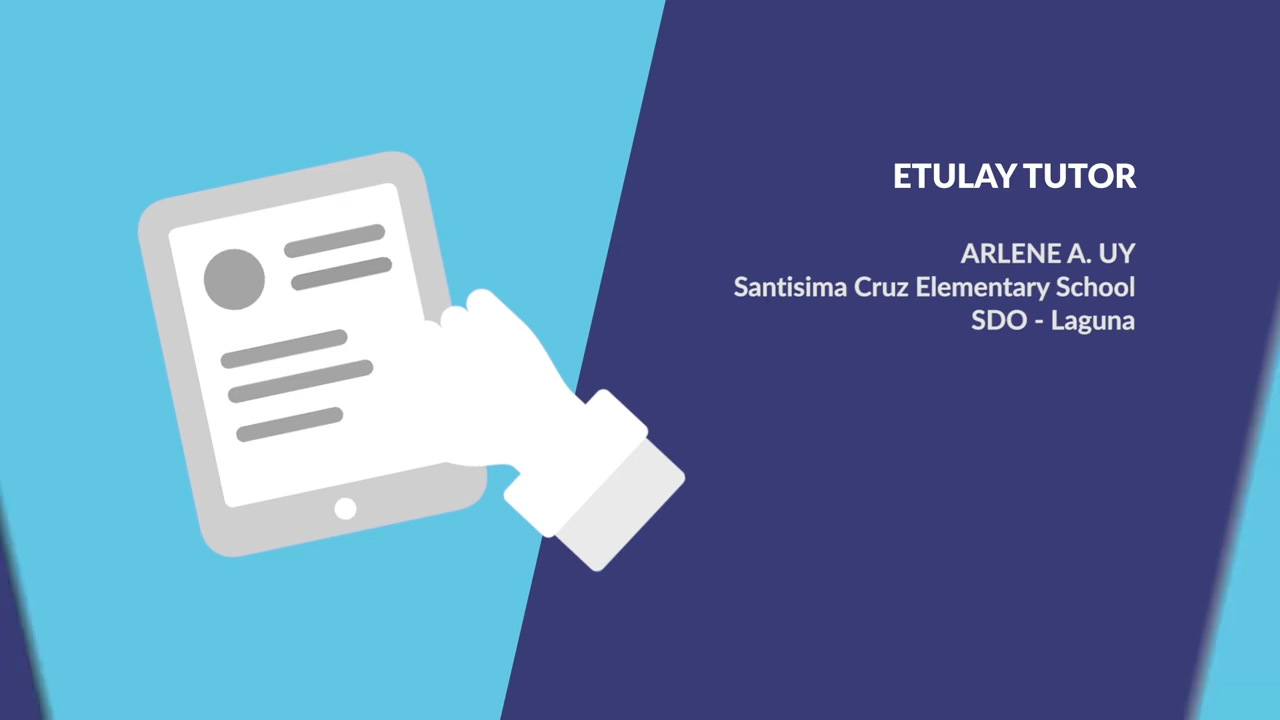 ETULAY TUTOR
ARLENE A. UY
Santisima Cruz Elementary School
SDO - Laguna